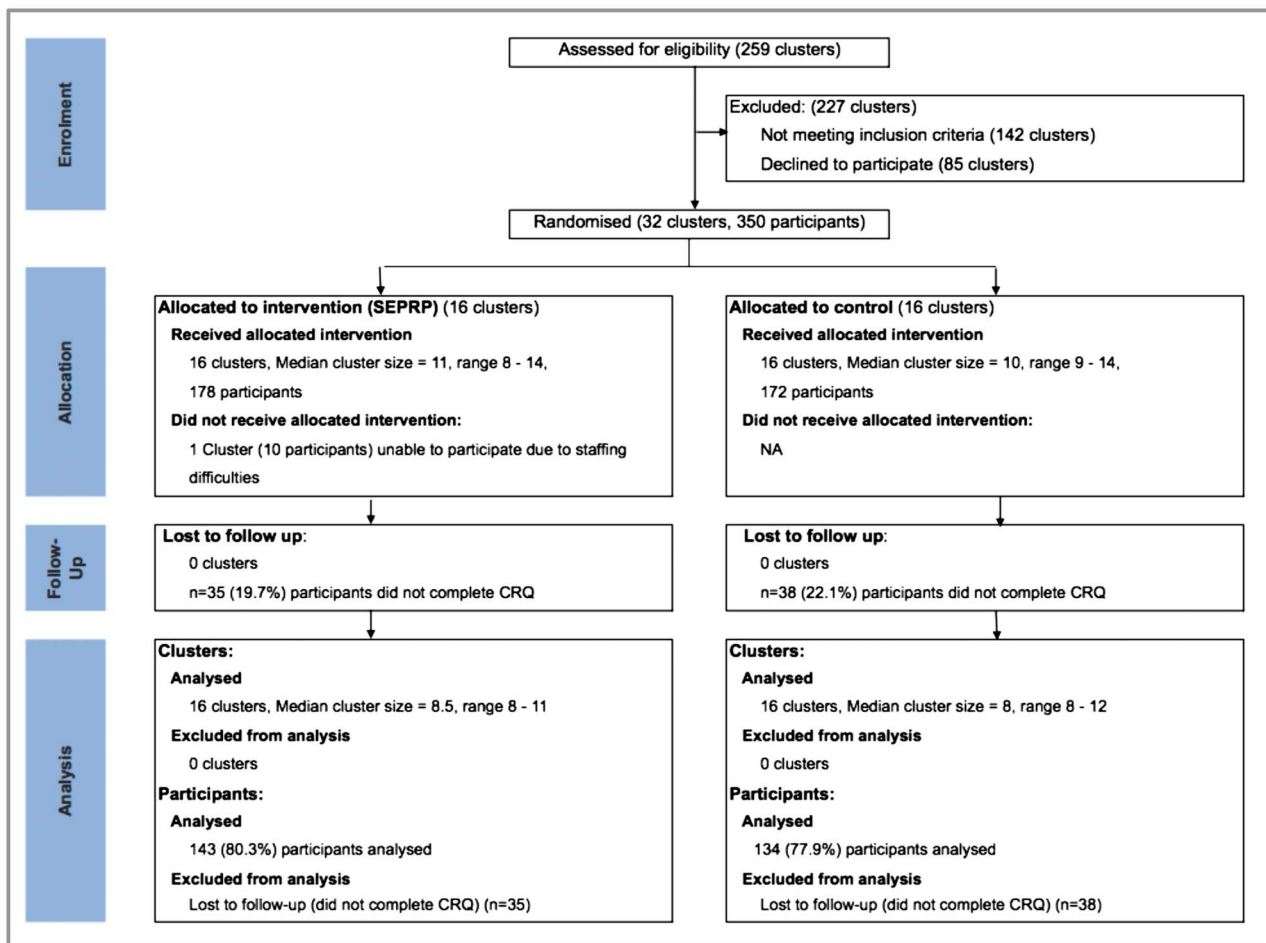 Enrolment
Assessed for eligibility (259 clusters)
Excluded: (227 clusters)
Not meeting inclusion criteria (142 clusters)
Declined to participate (85 clusters)
Randomised (32 clusters, 350 participants)
Allocation
Allocated to intervention (SEPRP) (16 clusters)
Received allocated intervention
16 clusters, Median cluster size = 11, range 8 - 14,
178 participants
Did not receive allocated intervention:
1 Cluster (10 participants) unable to participate due to staffing
difficulties
Allocated to control (16 clusters)
Received allocated intervention
16 clusters, Median cluster size = 10, range 9 - 14,
172 participants
Did not receive allocated intervention:
NA
Follow-
Up
Lost to follow up:
0 clusters
n=35 (19.7%) participants did not complete CRQ
Lost to follow up:
0 clusters
n=38 (22.1%) participants did not complete CRQ
Analysis
Clusters:
Analysed
16 clusters, Median cluster size = 8.5, range 8 - 11
Excluded from analysis
0 clusters
Participants:
Analysed
143 (80.3%) participants analysed
Excluded from analysis
Lost to follow-up (did not complete CRQ) (n=35)
Clusters:
Analysed
16 clusters, Median cluster size = 8, range 8 - 12
Excluded from analysis
0 clusters
Participants:
Analysed
134 (77.9%) participants analysed
Excluded from analysis
Lost to follow-up (did not complete CRQ) (n=38)